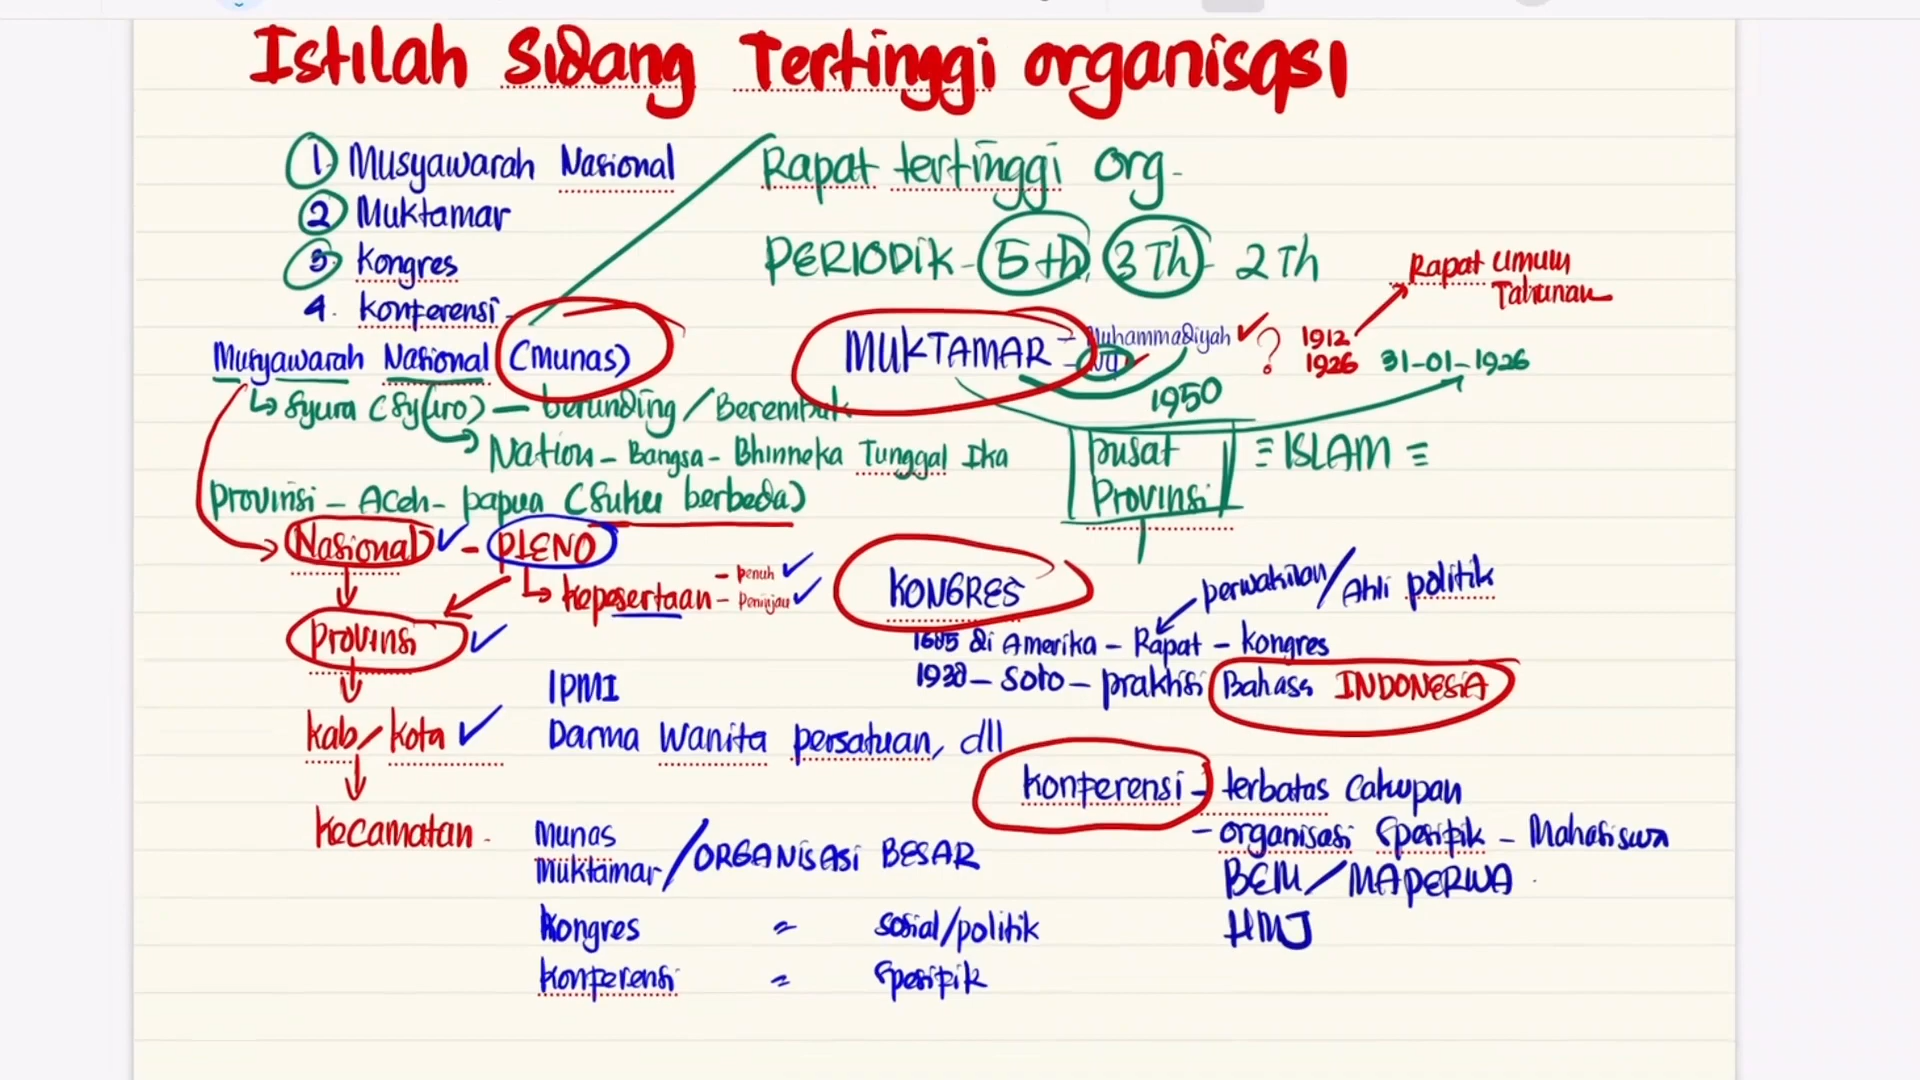 Istilah Sidang Tertinggi organisasi
1. Musyawarah Nasional
2. Muktamar
3. Kongres
4. Konferensi -
Rapat tertinggi org.
PERIODIK - 5 th, 3 Th - 2 Th
Musyawarah Nasional (munas)
↳ Syura (Syuro) — berunding / Berembuk
Nation - Bangsa - Bhinneka Tunggal Ika
Provinsi - Aceh - papua (Suku berbeda)
MUKTAMAR - Muhammadiyah ✓ ?
- NU ✓
1912
1926
Rapat Umum
Tahunan
31-01-1926
1950
pusat
Provinsi
= ISLAM =
Nasional ✓ - PLENO
↳ kepesertaan - penuh ✓
- Peninjau ✓
Provinsi ✓
kab/kota ✓
kecamatan -
IPMI
Darma wanita persatuan, dll
KONGRES
perwakilan / Ahli politik
di Amerika - Rapat - kongres
- Solo - praktisi Bahasa INDONESIA
konferensi - terbatas cakupan
- organisasi spesifik - Mahasiswa
BEM / MAPERWA
HMJ
Munas
Muktamar / ORGANISASI BESAR
Kongres = sosial/politik
konferensi = spesifik